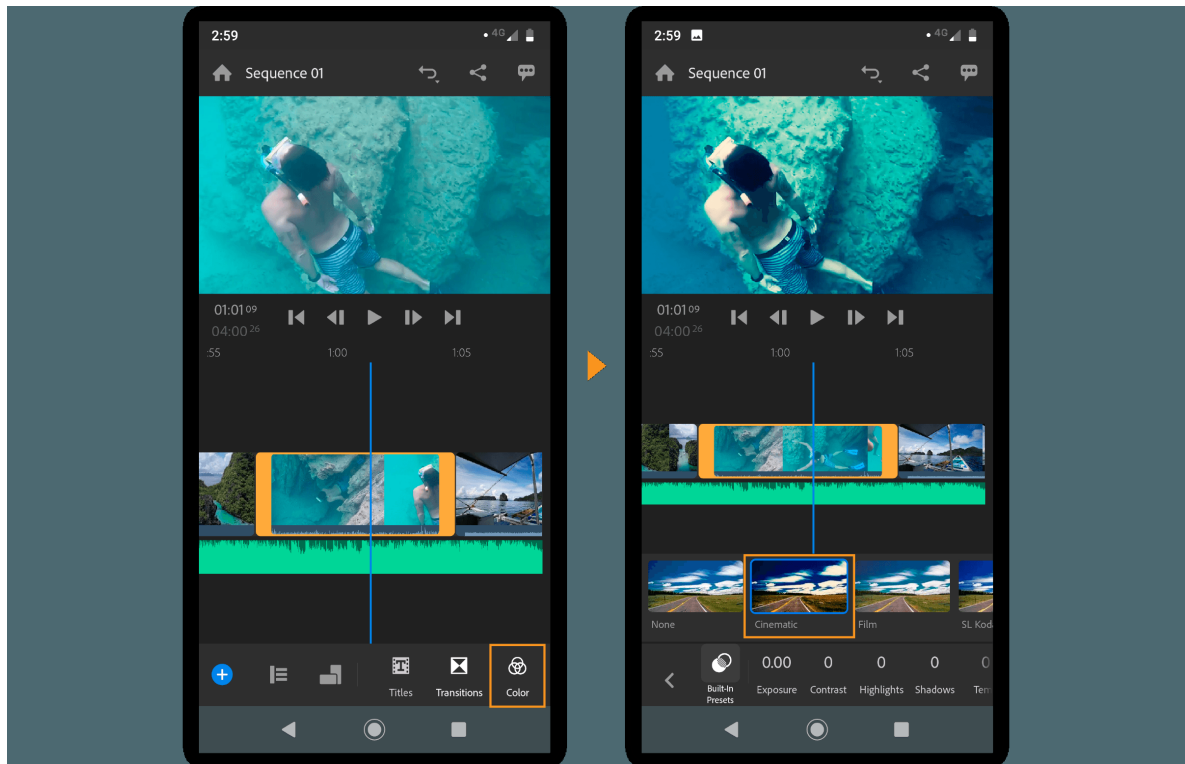 2:59
4G
Sequence 01
01:01 09
04:00 26
:55
1:00
1:05
Titles
Transitions
Color
2:59
4G
Sequence 01
01:01 09
04:00 26
:55
1:00
1:05
None
Cinematic
Film
SL Kod
0.00
0
0
0
0
Built-In
Presets
Exposure
Contrast
Highlights
Shadows
Tem